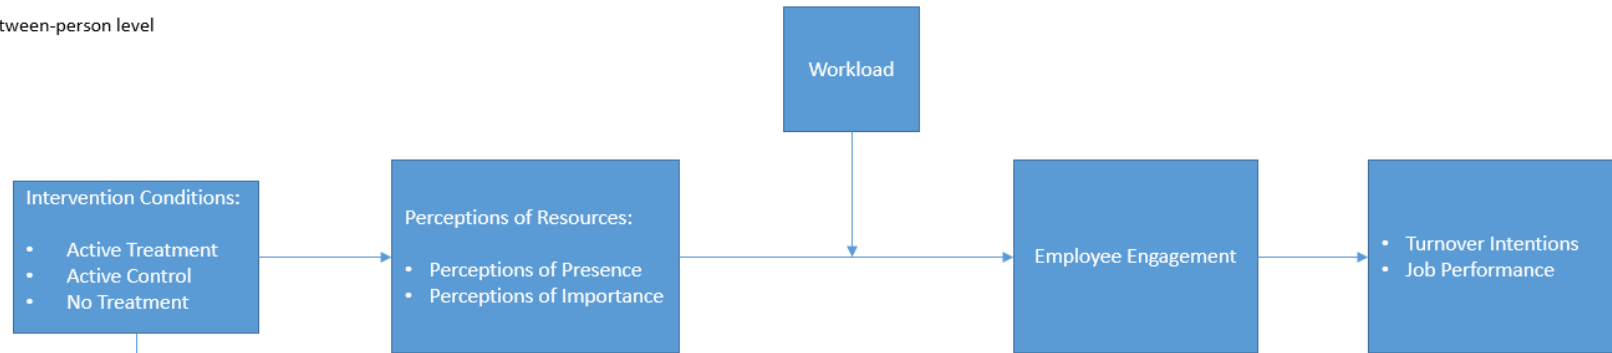 tween-person level
Workload
Intervention Conditions:
• Active Treatment
• Active Control
• No Treatment
Perceptions of Resources:
• Perceptions of Presence
• Perceptions of Importance
Employee Engagement
• Turnover Intentions
• Job Performance